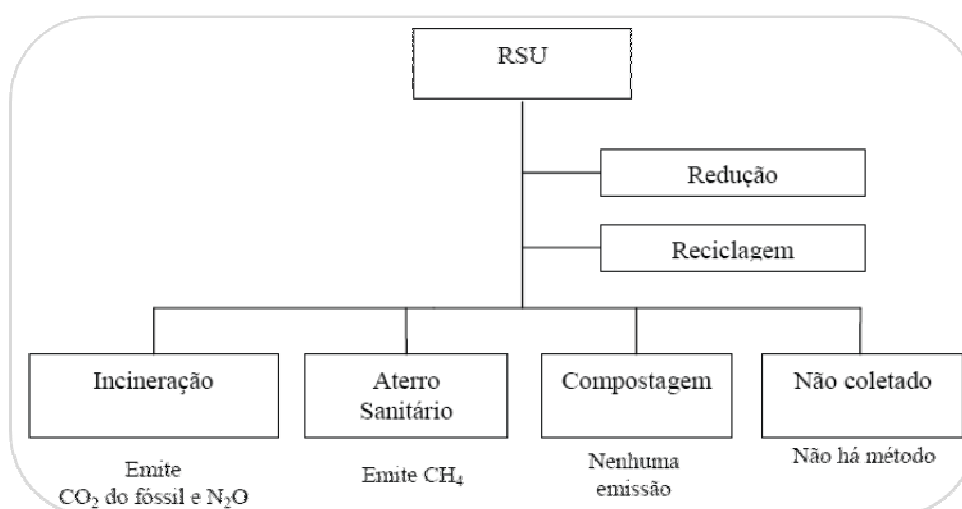 RSU
Redução
Reciclagem
Incineração
Aterro
Sanitário
Compostagem
Não coletado
Emite
CO₂ do fóssil e N₂O
Emite CH₄
Nenhuma
emissão
Não há método